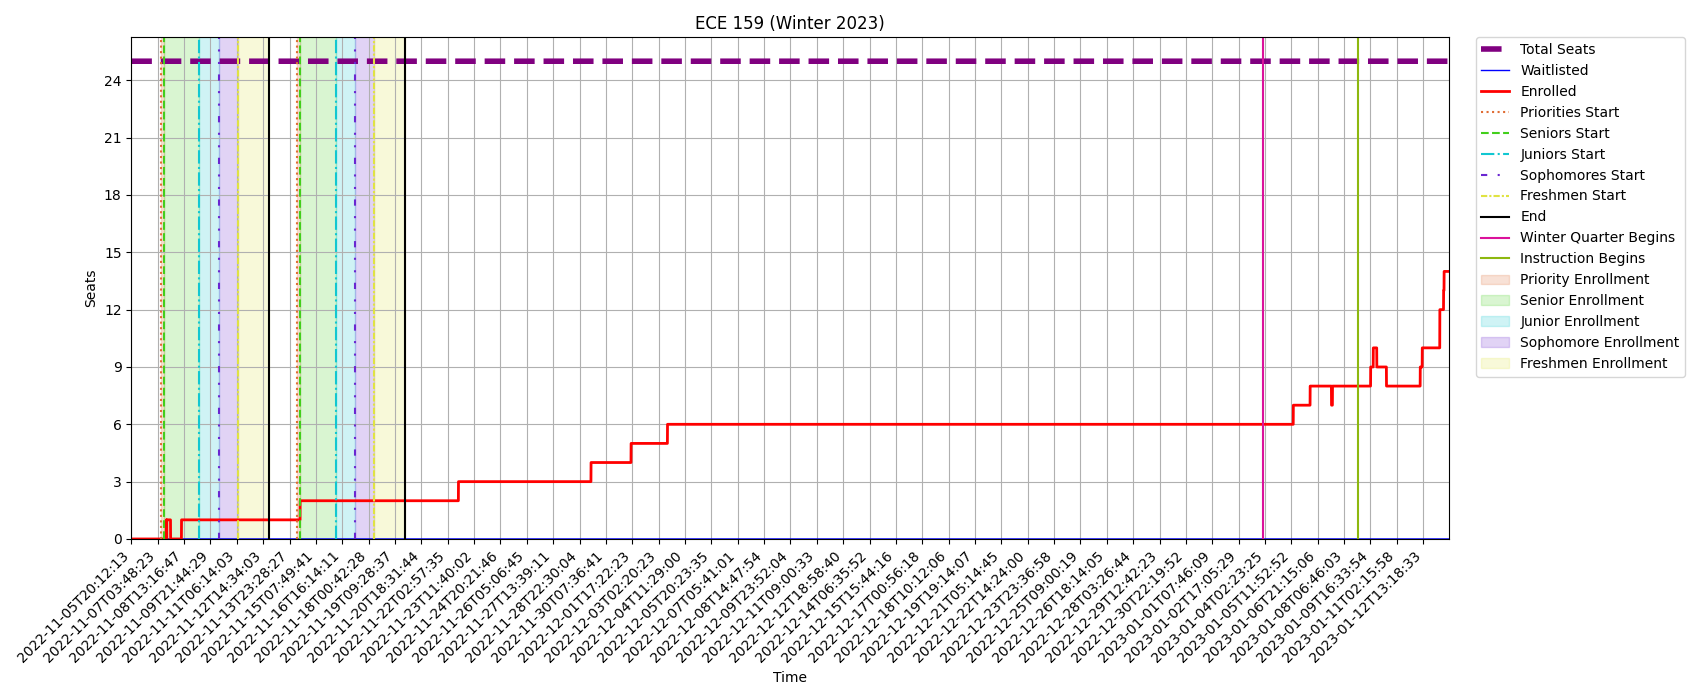 ECE 159 (Winter 2023)
Seats
24
21
18
15
12
9
6
3
0
2022-11-05T20:12:13
2022-11-07T03:48:23
2022-11-08T13:16:47
2022-11-09T21:44:29
2022-11-11T06:14:03
2022-11-12T14:34:03
2022-11-13T23:28:27
2022-11-15T07:49:41
2022-11-16T16:14:11
2022-11-18T00:42:28
2022-11-19T09:28:37
2022-11-20T18:31:44
2022-11-22T02:57:35
2022-11-23T11:40:02
2022-11-24T20:21:46
2022-11-26T05:06:45
2022-11-27T13:39:11
2022-11-28T22:30:04
2022-11-30T07:36:41
2022-12-01T17:22:23
2022-12-03T02:20:23
2022-12-04T11:29:00
2022-12-05T20:23:35
2022-12-07T05:41:01
2022-12-08T14:47:54
2022-12-09T23:52:04
2022-12-11T09:00:33
2022-12-12T18:58:40
2022-12-14T06:35:52
2022-12-15T15:44:16
2022-12-17T00:56:18
2022-12-18T10:12:06
2022-12-19T19:14:07
2022-12-21T05:14:45
2022-12-22T14:24:00
2022-12-23T23:36:58
2022-12-25T09:00:19
2022-12-26T18:14:05
2022-12-28T03:26:44
2022-12-29T12:42:23
2022-12-30T22:19:52
2023-01-01T07:46:09
2023-01-02T17:05:29
2023-01-04T02:23:25
2023-01-05T11:52:52
2023-01-06T21:15:06
2023-01-08T06:46:03
2023-01-09T16:33:54
2023-01-11T02:15:58
2023-01-12T13:18:33
Time
Total Seats
Waitlisted
Enrolled
Priorities Start
Seniors Start
Juniors Start
Sophomores Start
Freshmen Start
End
Winter Quarter Begins
Instruction Begins
Priority Enrollment
Senior Enrollment
Junior Enrollment
Sophomore Enrollment
Freshmen Enrollment